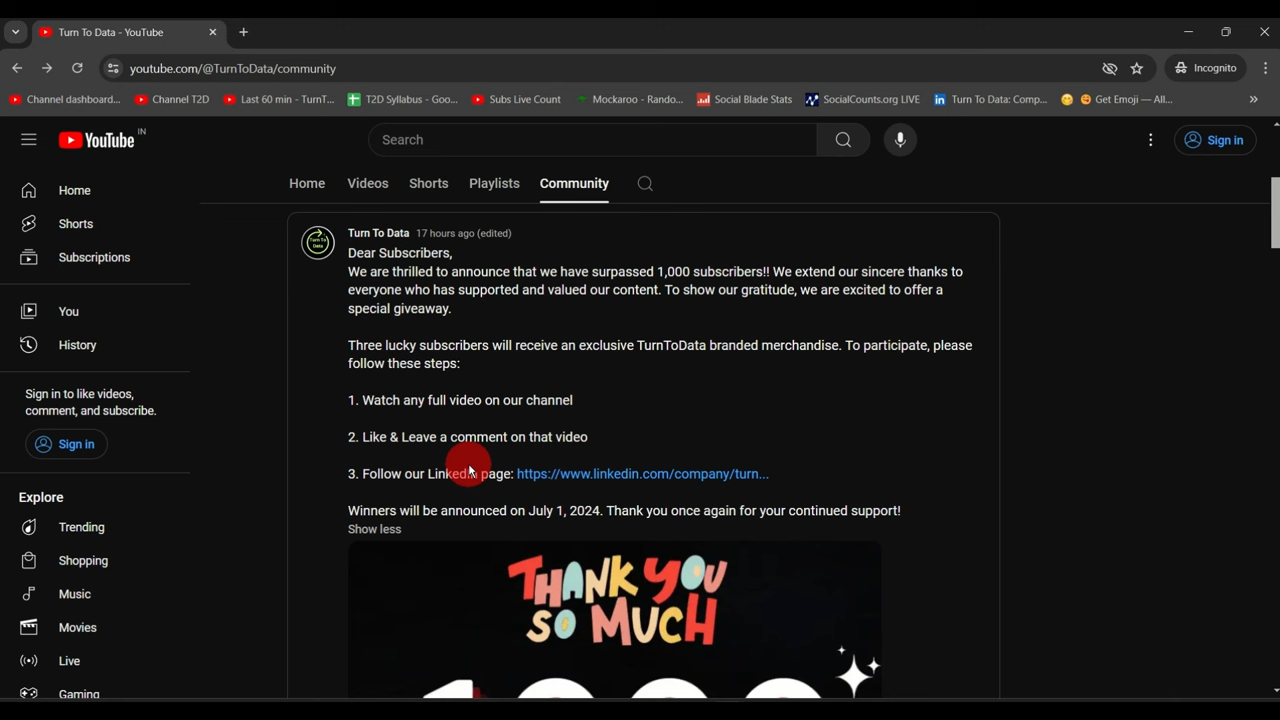 Turn To Data - YouTube
youtube.com/@TurnToData/community
Incognito
Channel dashboard... Channel T2D Last 60 min - TurnT... T2D Syllabus - Goo... Subs Live Count Mockaroo - Rando... Social Blade Stats SocialCounts.org LIVE Turn To Data: Comp... Get Emoji — All... »
YouTube IN
Search
Sign in
Home Videos Shorts Playlists Community
Home
Shorts
Subscriptions
You
History
Sign in to like videos,
comment, and subscribe.
Sign in
Explore
Trending
Shopping
Music
Movies
Live
Gaming
Turn To
Data
Turn To Data 17 hours ago (edited)
Dear Subscribers,
We are thrilled to announce that we have surpassed 1,000 subscribers!! We extend our sincere thanks to
everyone who has supported and valued our content. To show our gratitude, we are excited to offer a
special giveaway.
Three lucky subscribers will receive an exclusive TurnToData branded merchandise. To participate, please
follow these steps:
1. Watch any full video on our channel
2. Like & Leave a comment on that video
3. Follow our LinkedIn page: https://www.linkedin.com/company/turn...
Winners will be announced on July 1, 2024. Thank you once again for your continued support!
Show less
THANK YOU
SO MUCH
1000